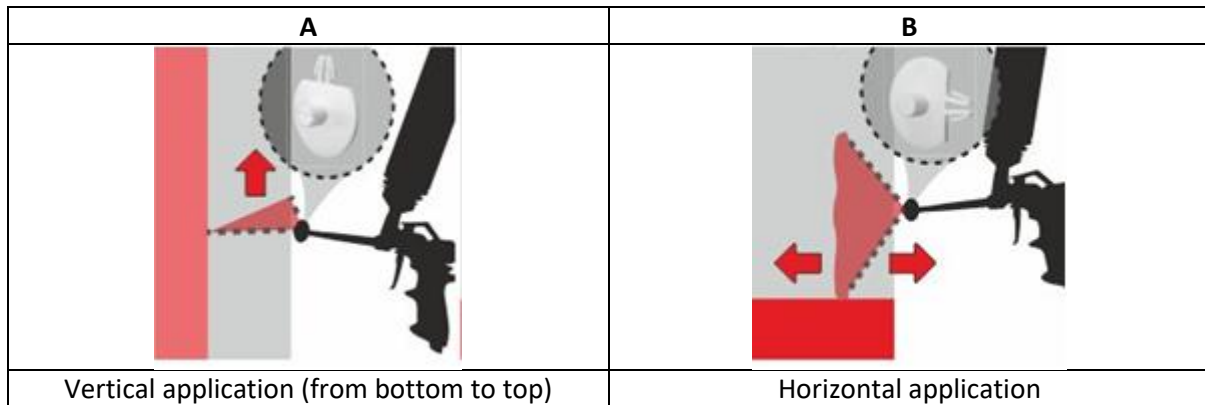 A
B
Vertical application (from bottom to top)
Horizontal application